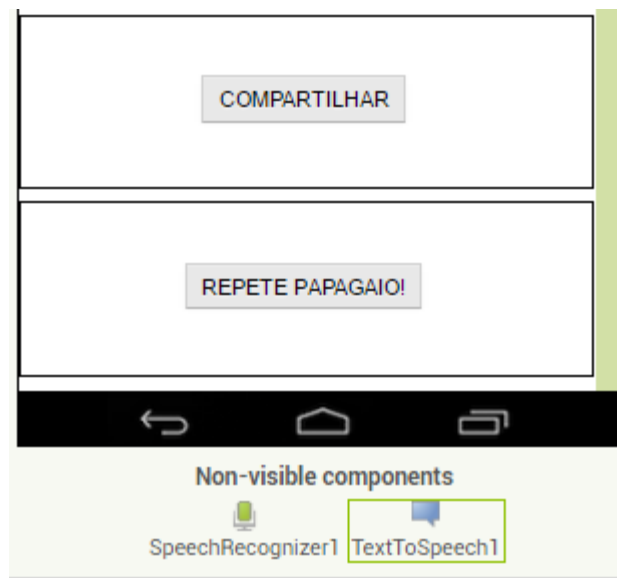 COMPARTILHAR
REPETE PAPAGAIO!
Non-visible components
SpeechRecognizer1 TextToSpeech1